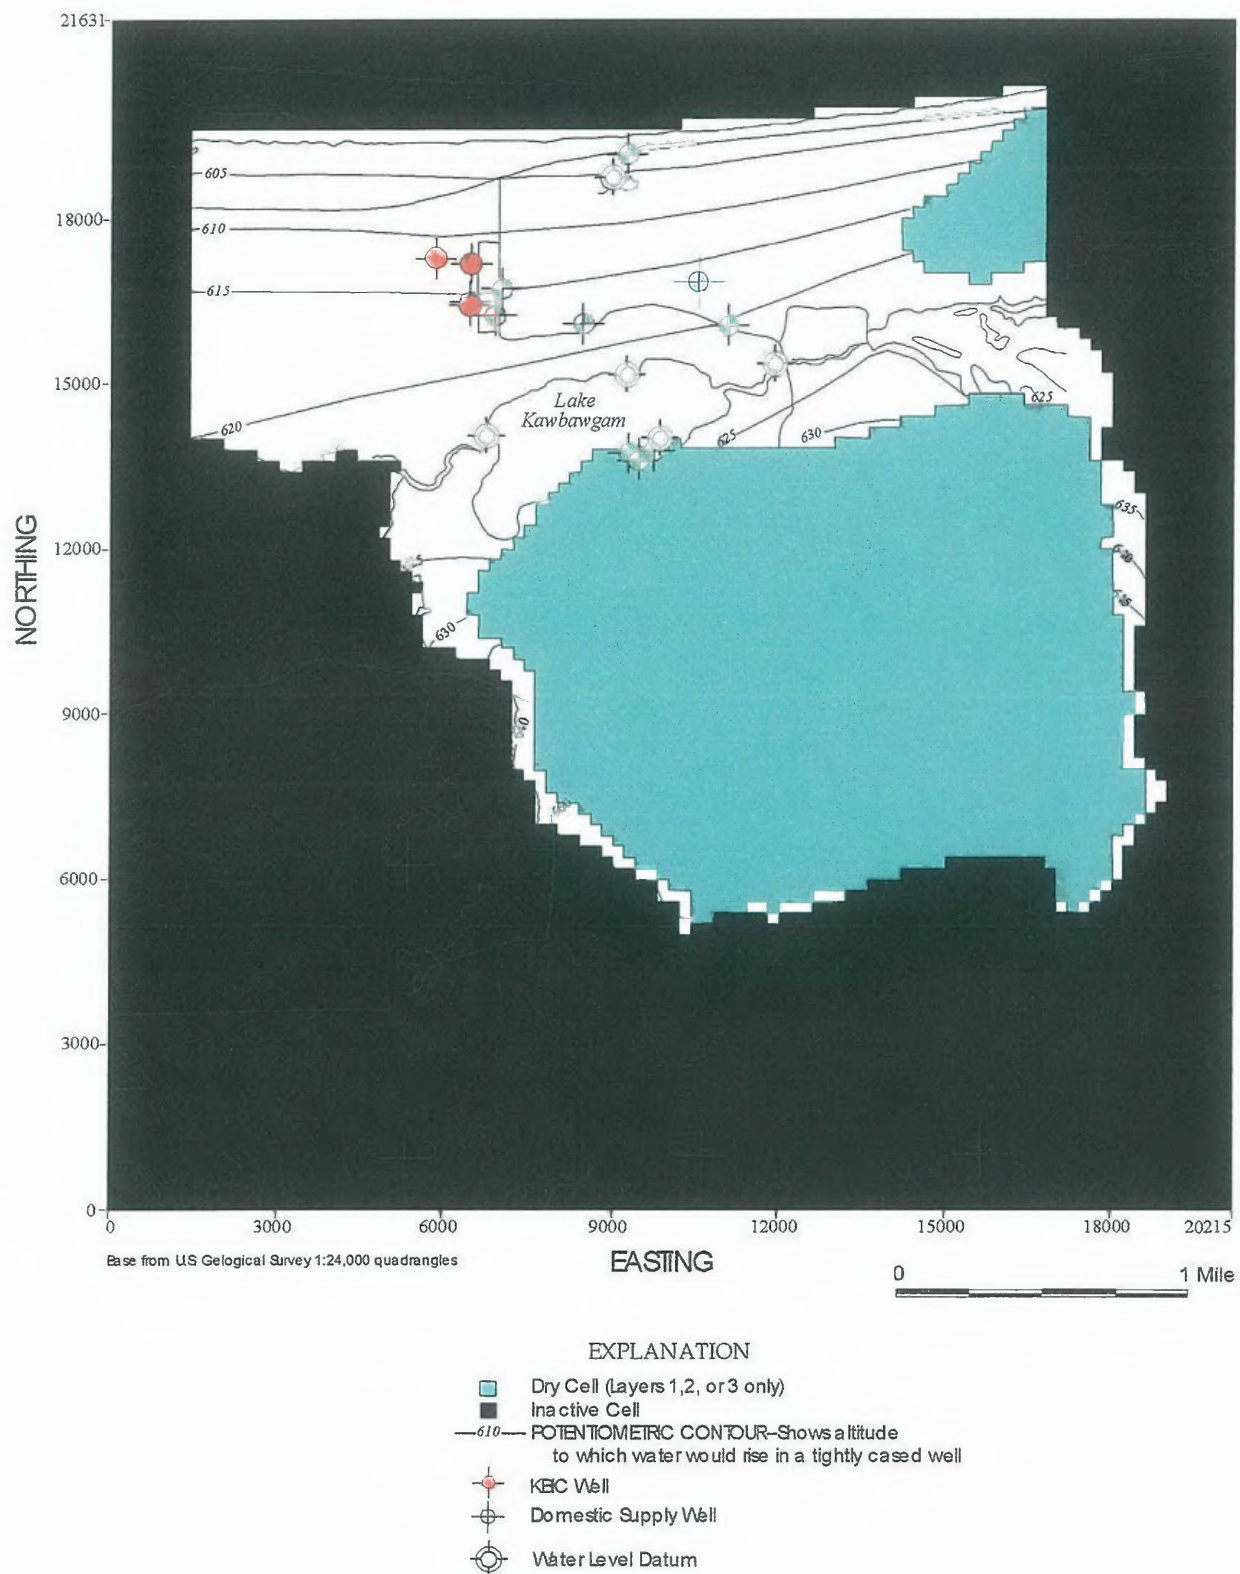 21631
605
18000
610
615
15000
Lake
Kawbawgam
620
625
630
625
NORTHING
12000
635
630
9000
6000
3000
0
0
3000
6000
9000
12000
15000
18000
20215
Base from U.S Gelogical Survey 1:24,000 quadrangles
EASTING
0
1 Mile
EXPLANATION
Dry Cell (Layers 1,2, or 3 only)
Inactive Cell
610
POTENTIOMETRIC CONTOUR--Shows altitude
to which water would rise in a tightly cased well
KBIC Well
Domestic Supply Well
Water Level Datum